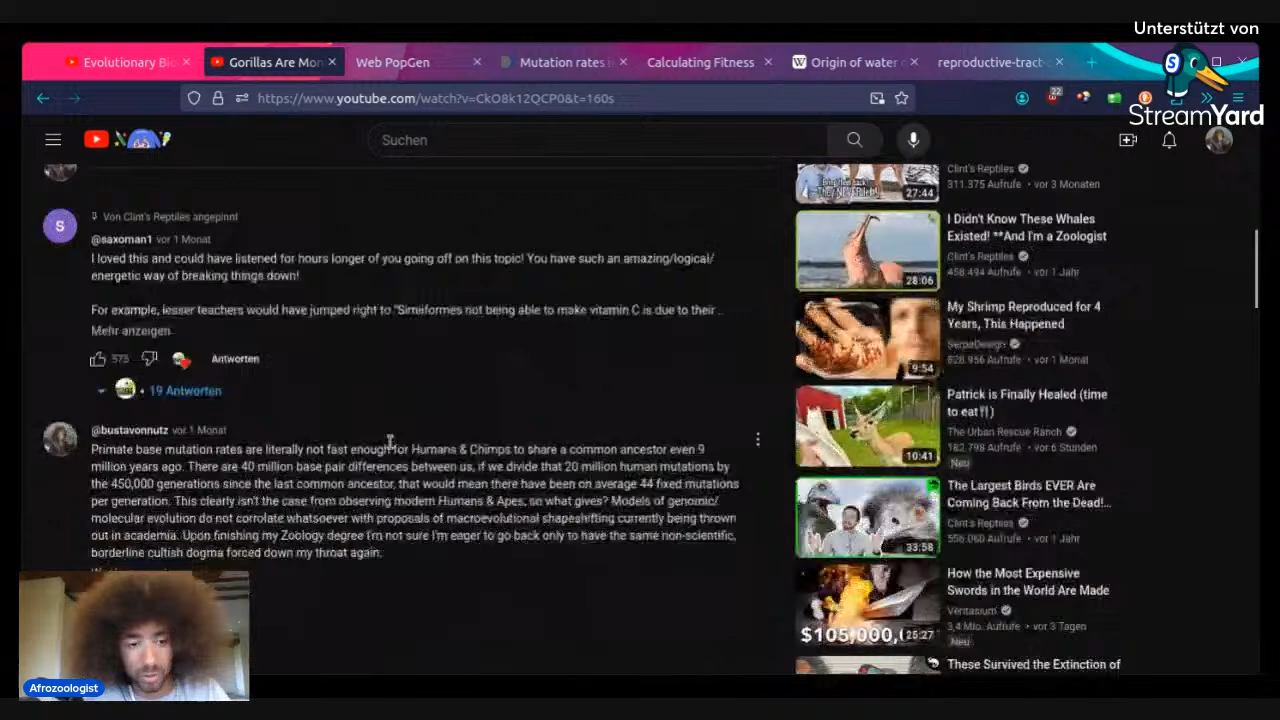 Unterstützt von
StreamYard
Evolutionary Bio
Gorillas Are Mon
Web PopGen
Mutation rates i
Calculating Fitness
Origin of water
reproductive-tract-
https://www.youtube.com/watch?v=CkO8k12QCP0&t=160s
22
Suchen
Von Clint's Reptiles angepinnt
S
@saxoman1 vor 1 Monat
I loved this and could have listened for hours longer of you going off on this topic! You have such an amazing/logical/
energetic way of breaking things down!
For example, lesser teachers would have jumped right to "Simiiformes not being able to make vitamin C is due to their ..
Mehr anzeigen
573
Antworten
19 Antworten
@bustavonnutz vor 1 Monat
Primate base mutation rates are literally not fast enough for Humans & Chimps to share a common ancestor even 9
million years ago. There are 40 million base pair differences between us, if we divide that 20 million human mutations by
the 450,000 generations since the last common ancestor, that would mean there have been on average 44 fixed mutations
per generation. This clearly isn't the case from observing modern Humans & Apes, so what gives? Models of genomic/
molecular evolution do not corrolate whatsoever with proposals of macroevolutional shapeshifting currently being thrown
out in academia. Upon finishing my Zoology degree I'm not sure I'm eager to go back only to have the same non-scientific,
borderline cultish dogma forced down my throat again.
Clint's Reptiles
311.375 Aufrufe • vor 3 Monaten
27:44
I Didn't Know These Whales
Existed! **And I'm a Zoologist
Clint's Reptiles
458.494 Aufrufe • vor 1 Jahr
28:06
My Shrimp Reproduced for 4
Years, This Happened
SerpaDesign
828.956 Aufrufe • vor 1 Monat
9:54
Patrick is Finally Healed (time
to eat🍴)
The Urban Rescue Ranch
182.798 Aufrufe • vor 6 Stunden
Neu
10:41
The Largest Birds EVER Are
Coming Back From the Dead!...
Clint's Reptiles
556.060 Aufrufe • vor 1 Jahr
33:58
How the Most Expensive
Swords in the World Are Made
Veritasium
3,4 Mio. Aufrufe • vor 3 Tagen
Neu
$105,000,
25:27
These Survived the Extinction of
Afrozoologist